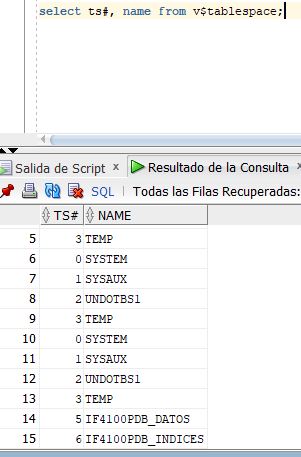 select ts#, name from v$tablespace;
Salida de Script x Resultado de la Consulta x
SQL | Todas las Filas Recuperadas:
TS# NAME
5 3 TEMP
6 0 SYSTEM
7 1 SYSAUX
8 2 UNDOTBS1
9 3 TEMP
10 0 SYSTEM
11 1 SYSAUX
12 2 UNDOTBS1
13 3 TEMP
14 5 IF4100PDB_DATOS
15 6 IF4100PDB_INDICES